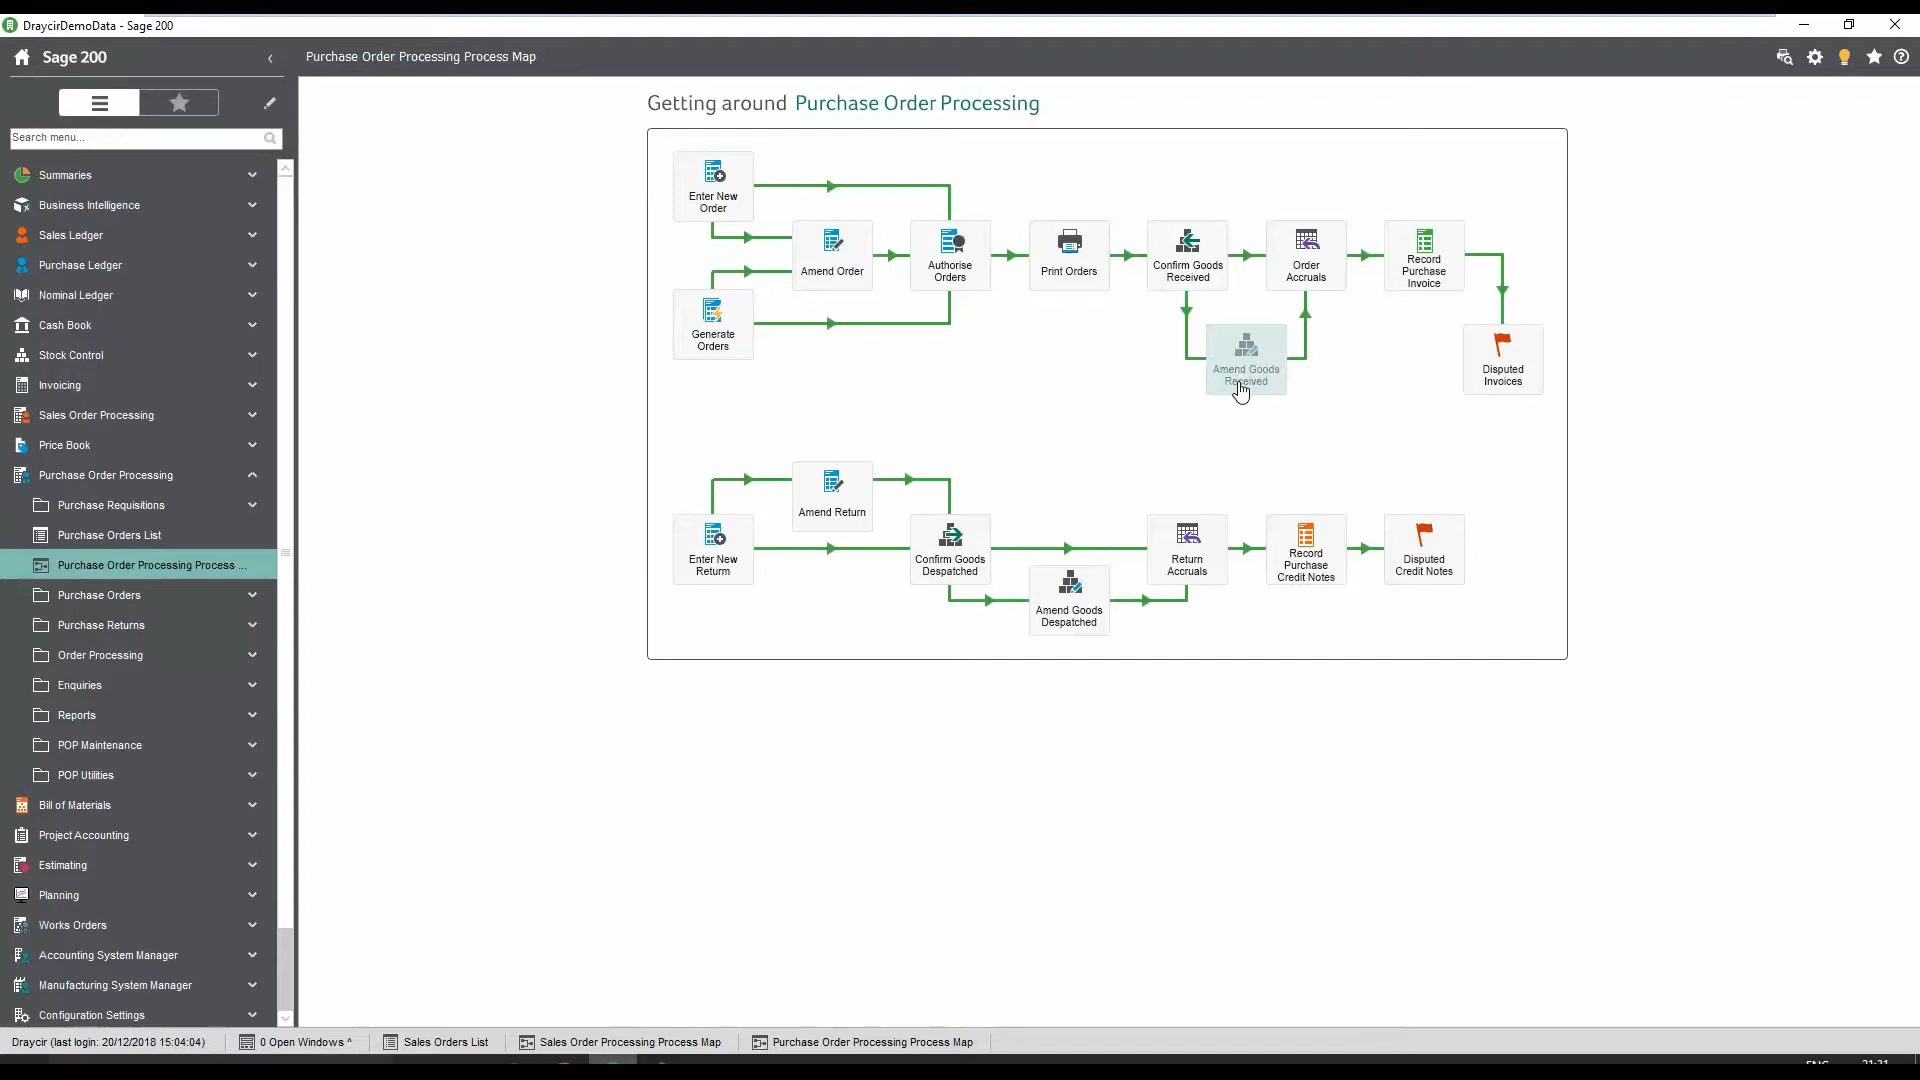 DraycirDemoData - Sage 200
Sage 200
Purchase Order Processing Process Map
Search menu...
Summaries
Business Intelligence
Sales Ledger
Purchase Ledger
Nominal Ledger
Cash Book
Stock Control
Invoicing
Sales Order Processing
Price Book
Purchase Order Processing
Purchase Requisitions
Purchase Orders List
Purchase Order Processing Process ...
Purchase Orders
Purchase Returns
Order Processing
Enquiries
Reports
POP Maintenance
POP Utilities
Bill of Materials
Project Accounting
Estimating
Planning
Works Orders
Accounting System Manager
Manufacturing System Manager
Configuration Settings
Getting around Purchase Order Processing
Enter New
Order
Amend Order
Generate
Orders
Authorise
Orders
Print Orders
Confirm Goods
Received
Amend Goods
Received
Order
Accruals
Record
Purchase
Invoice
Disputed
Invoices
Enter New
Return
Amend Return
Confirm Goods
Despatched
Amend Goods
Despatched
Return
Accruals
Record
Purchase
Credit Notes
Disputed
Credit Notes
Draycir (last login: 20/12/2018 15:04:04)
0 Open Windows ^
Sales Orders List
Sales Order Processing Process Map
Purchase Order Processing Process Map